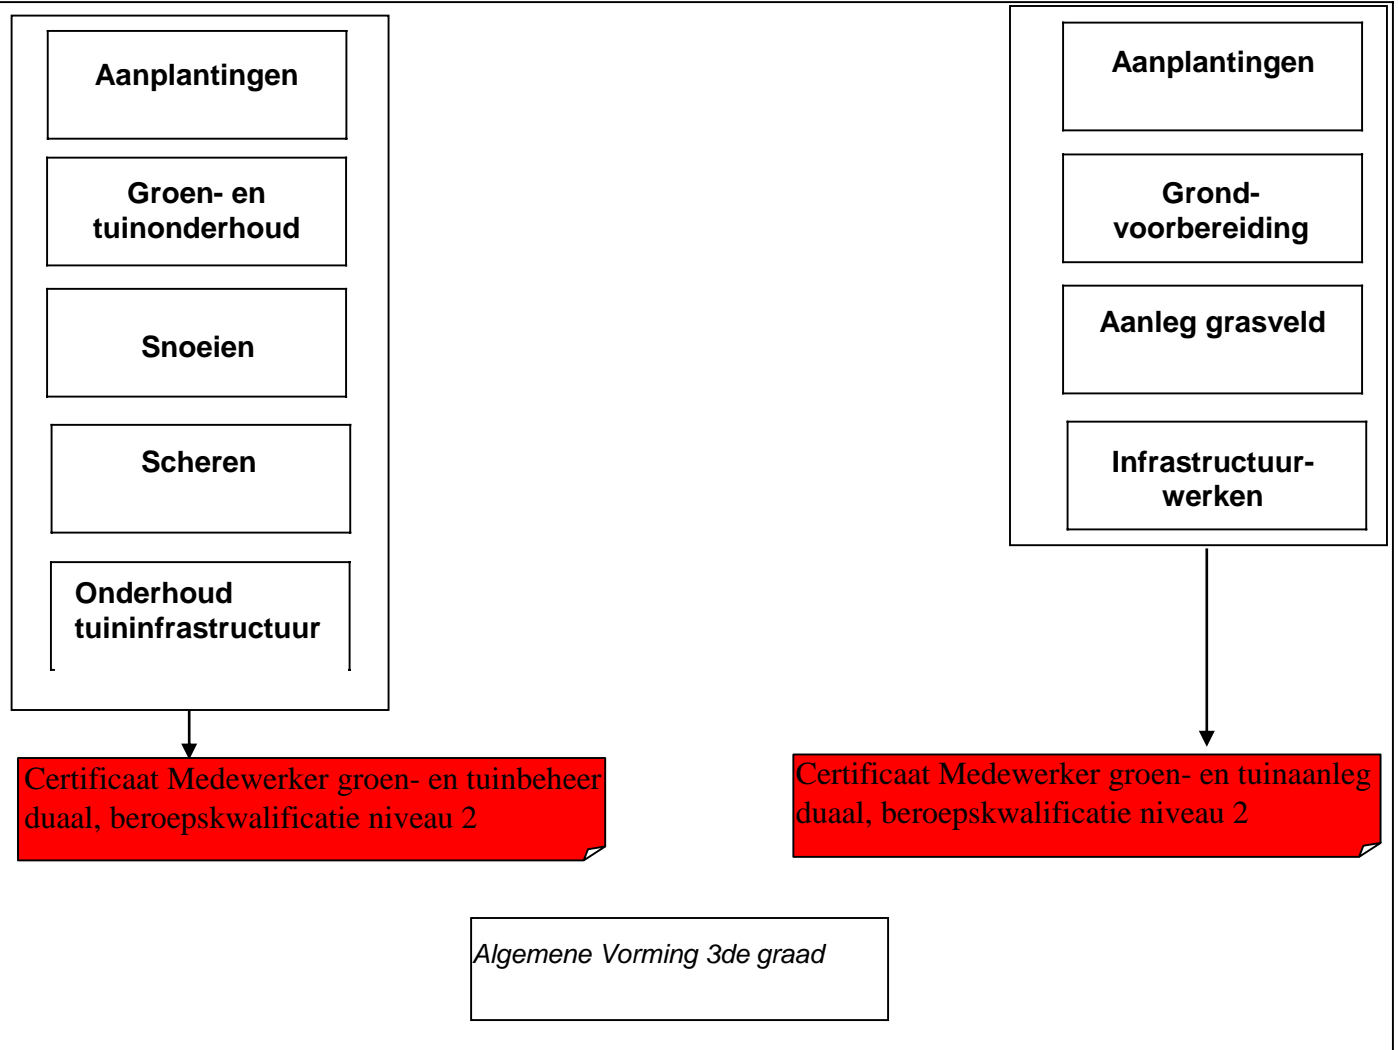 Aanplantingen
Groen- en
tuinonderhoud
Snoeien
Scheren
Onderhoud
tuininfrastructuur
Certificaat Medewerker groen- en tuinbeheer
duaal, beroepskwalificatie niveau 2
Aanplantingen
Grond-
voorbereiding
Aanleg grasveld
Infrastructuur-
werken
Certificaat Medewerker groen- en tuinaanleg
duaal, beroepskwalificatie niveau 2
Algemene Vorming 3de graad